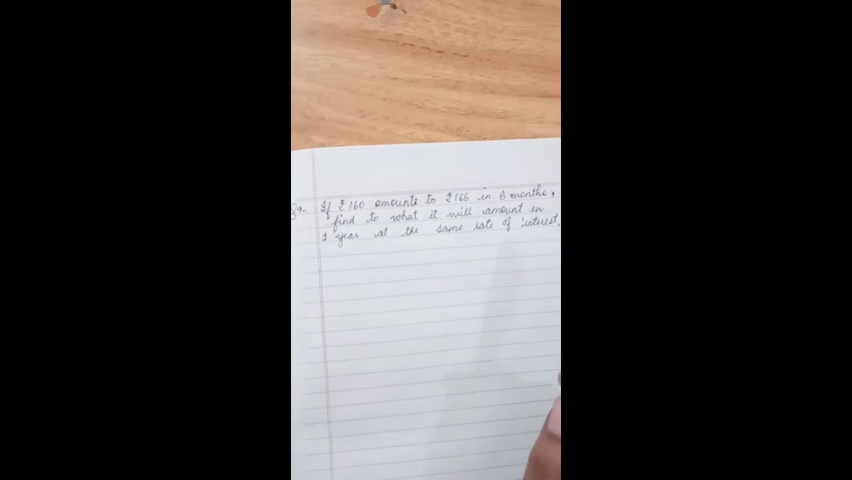 Q9. If ₹160 amounts to ₹166 in 6 months,
find to what it will amount in
1 year at the same rate of interest.